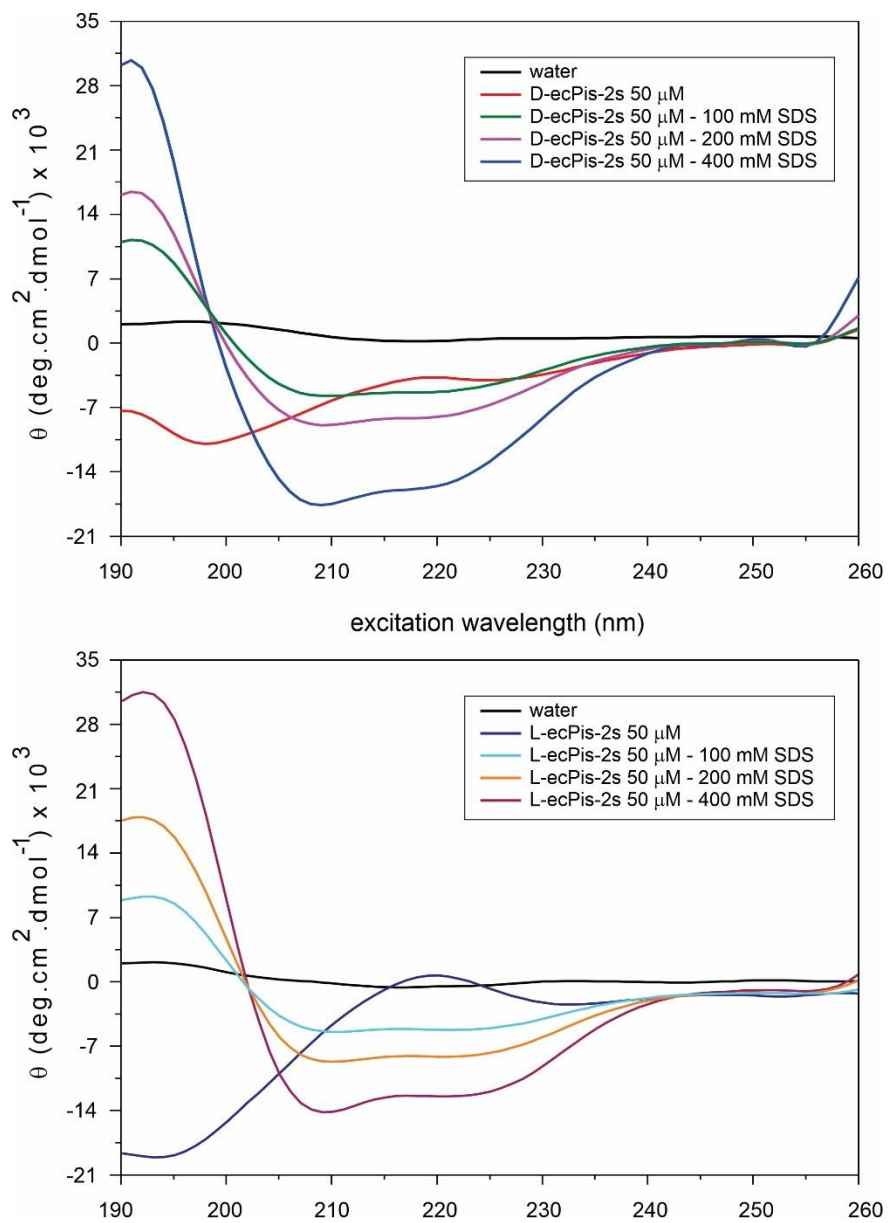 35
28
21
14
7
0
-7
-14
-21
θ (deg.cm².dmol⁻¹) x 10³
water
D-ecPis-2s 50 μM
D-ecPis-2s 50 μM - 100 mM SDS
D-ecPis-2s 50 μM - 200 mM SDS
D-ecPis-2s 50 μM - 400 mM SDS
190 200 210 220 230 240 250 260
excitation wavelength (nm)
35
28
21
14
7
0
-7
-14
-21
θ (deg.cm².dmol⁻¹) x 10³
water
L-ecPis-2s 50 μM
L-ecPis-2s 50 μM - 100 mM SDS
L-ecPis-2s 50 μM - 200 mM SDS
L-ecPis-2s 50 μM - 400 mM SDS
190 200 210 220 230 240 250 260